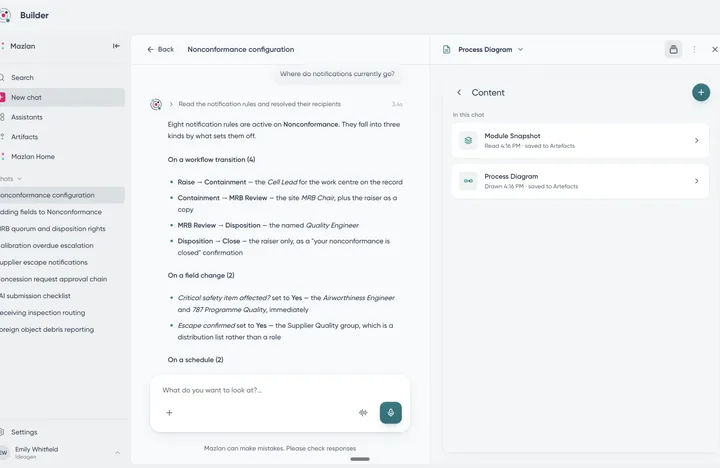 Builder
Mazlan
Search
New chat
Assistants
Artifacts
Mazlan Home
hats
onconformance configuration
dding fields to Nonconformance
RB quorum and disposition rights
alibration overdue escalation
upplier escape notifications
oncession request approval chain
AI submission checklist
eceiving inspection routing
oreign object debris reporting
Settings
EW
Emily Whitfield
Ideagen
Back
Nonconformance configuration
Where do notifications currently go?
Read the notification rules and resolved their recipients
3.4s
Eight notification rules are active on Nonconformance. They fall into three
kinds by what sets them off.
On a workflow transition (4)
Raise → Containment — the Cell Lead for the work centre on the record
Containment → MRB Review — the site MRB Chair, plus the raiser as a
copy
MRB Review → Disposition — the named Quality Engineer
Disposition → Close — the raiser only, as a "your nonconformance is
closed" confirmation
On a field change (2)
Critical safety item affected? set to Yes — the Airworthiness Engineer
and 787 Programme Quality, immediately
Escape confirmed set to Yes — the Supplier Quality group, which is a
distribution list rather than a role
On a schedule (2)
What do you want to look at?...
Mazlan can make mistakes. Please check responses
Process Diagram
Content
In this chat
Module Snapshot
Read 4:16 PM · saved to Artefacts
Process Diagram
Drawn 4:16 PM · saved to Artefacts